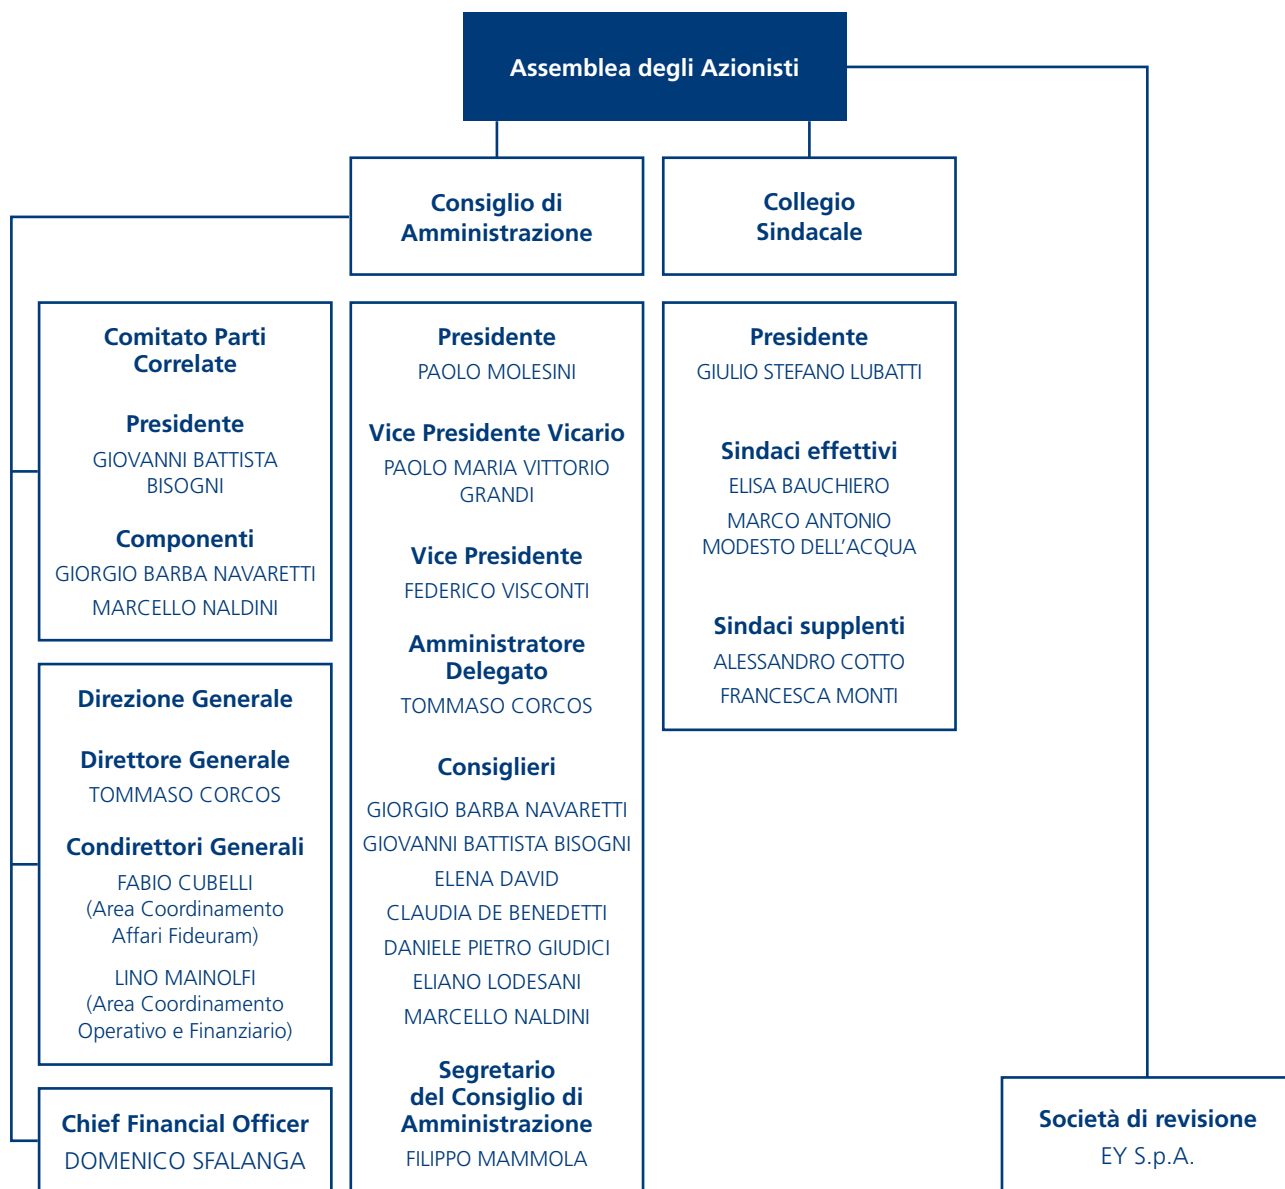 Assemblea degli Azionisti
Consiglio di
Amministrazione
Collegio
Sindacale
Comitato Parti
Correlate
Presidente
GIOVANNI BATTISTA
BISOGNI
Componenti
GIORGIO BARBA NAVARETTI
MARCELLO NALDINI
Direzione Generale
Direttore Generale
TOMMASO CORCOS
Condirettori Generali
FABIO CUBELLI
(Area Coordinamento
Affari Fideuram)
LINO MAINOLFI
(Area Coordinamento
Operativo e Finanziario)
Chief Financial Officer
DOMENICO SFALANGA
Presidente
PAOLO MOLESINI
Vice Presidente Vicario
PAOLO MARIA VITTORIO
GRANDI
Vice Presidente
FEDERICO VISCONTI
Amministratore
Delegato
TOMMASO CORCOS
Consiglieri
GIORGIO BARBA NAVARETTI
GIOVANNI BATTISTA BISOGNI
ELENA DAVID
CLAUDIA DE BENEDETTI
DANIELE PIETRO GIUDICI
ELIANO LODESANI
MARCELLO NALDINI
Segretario
del Consiglio di
Amministrazione
FILIPPO MAMMOLA
Presidente
GIULIO STEFANO LUBATTI
Sindaci effettivi
ELISA BAUCHIERO
MARCO ANTONIO
MODESTO DELL'ACQUA
Sindaci supplenti
ALESSANDRO COTTO
FRANCESCA MONTI
Società di revisione
EY S.p.A.